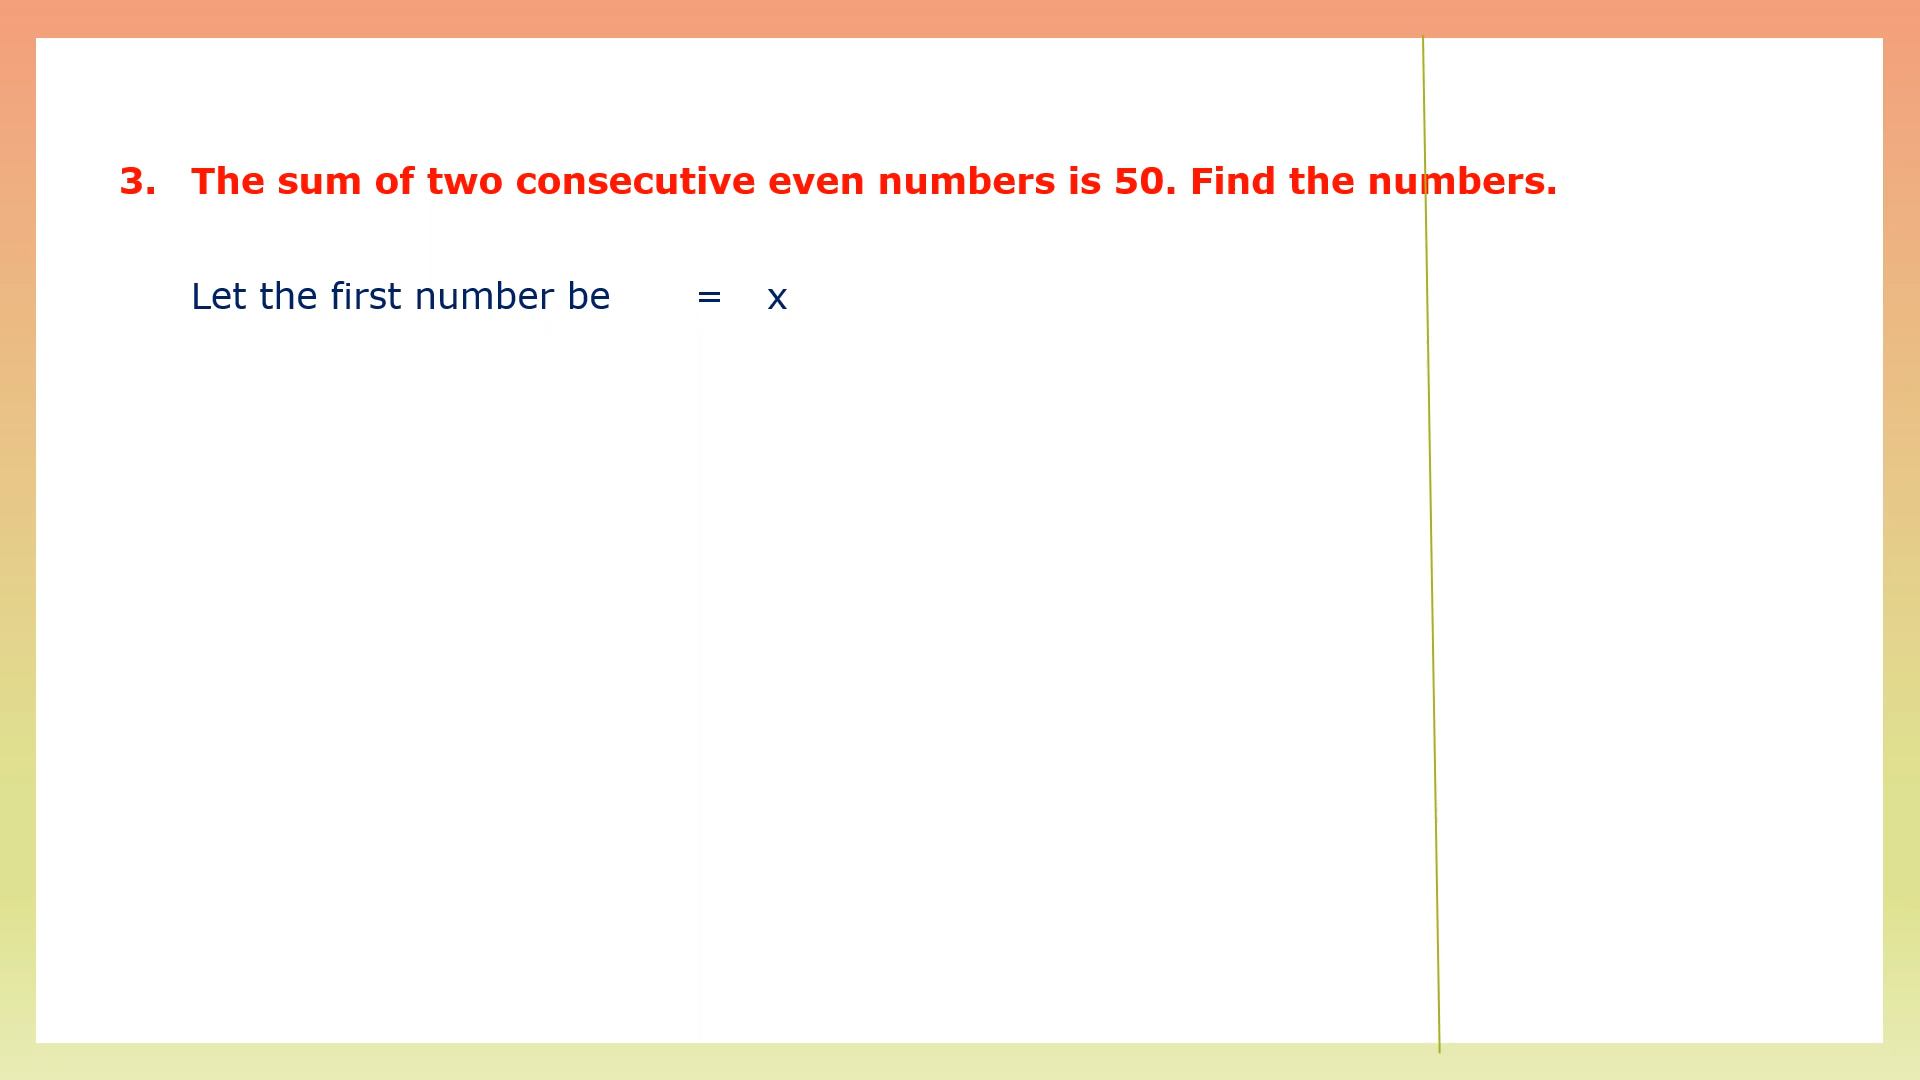 3. The sum of two consecutive even numbers is 50. Find the numbers.
Let the first number be = x